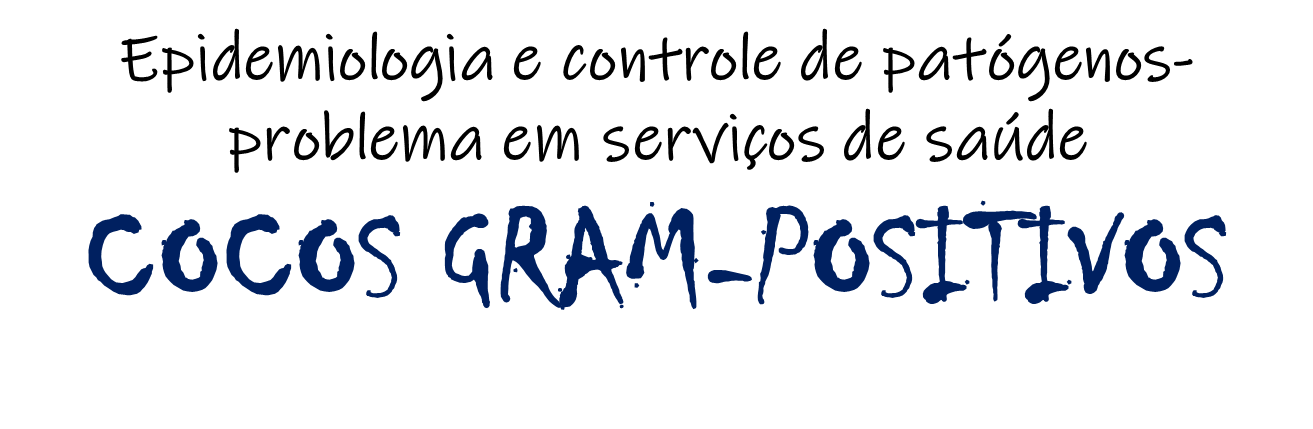 Epidemiologia e controle de patógenos-
problema em serviços de saúde
COCOS GRAM-POSITIVOS